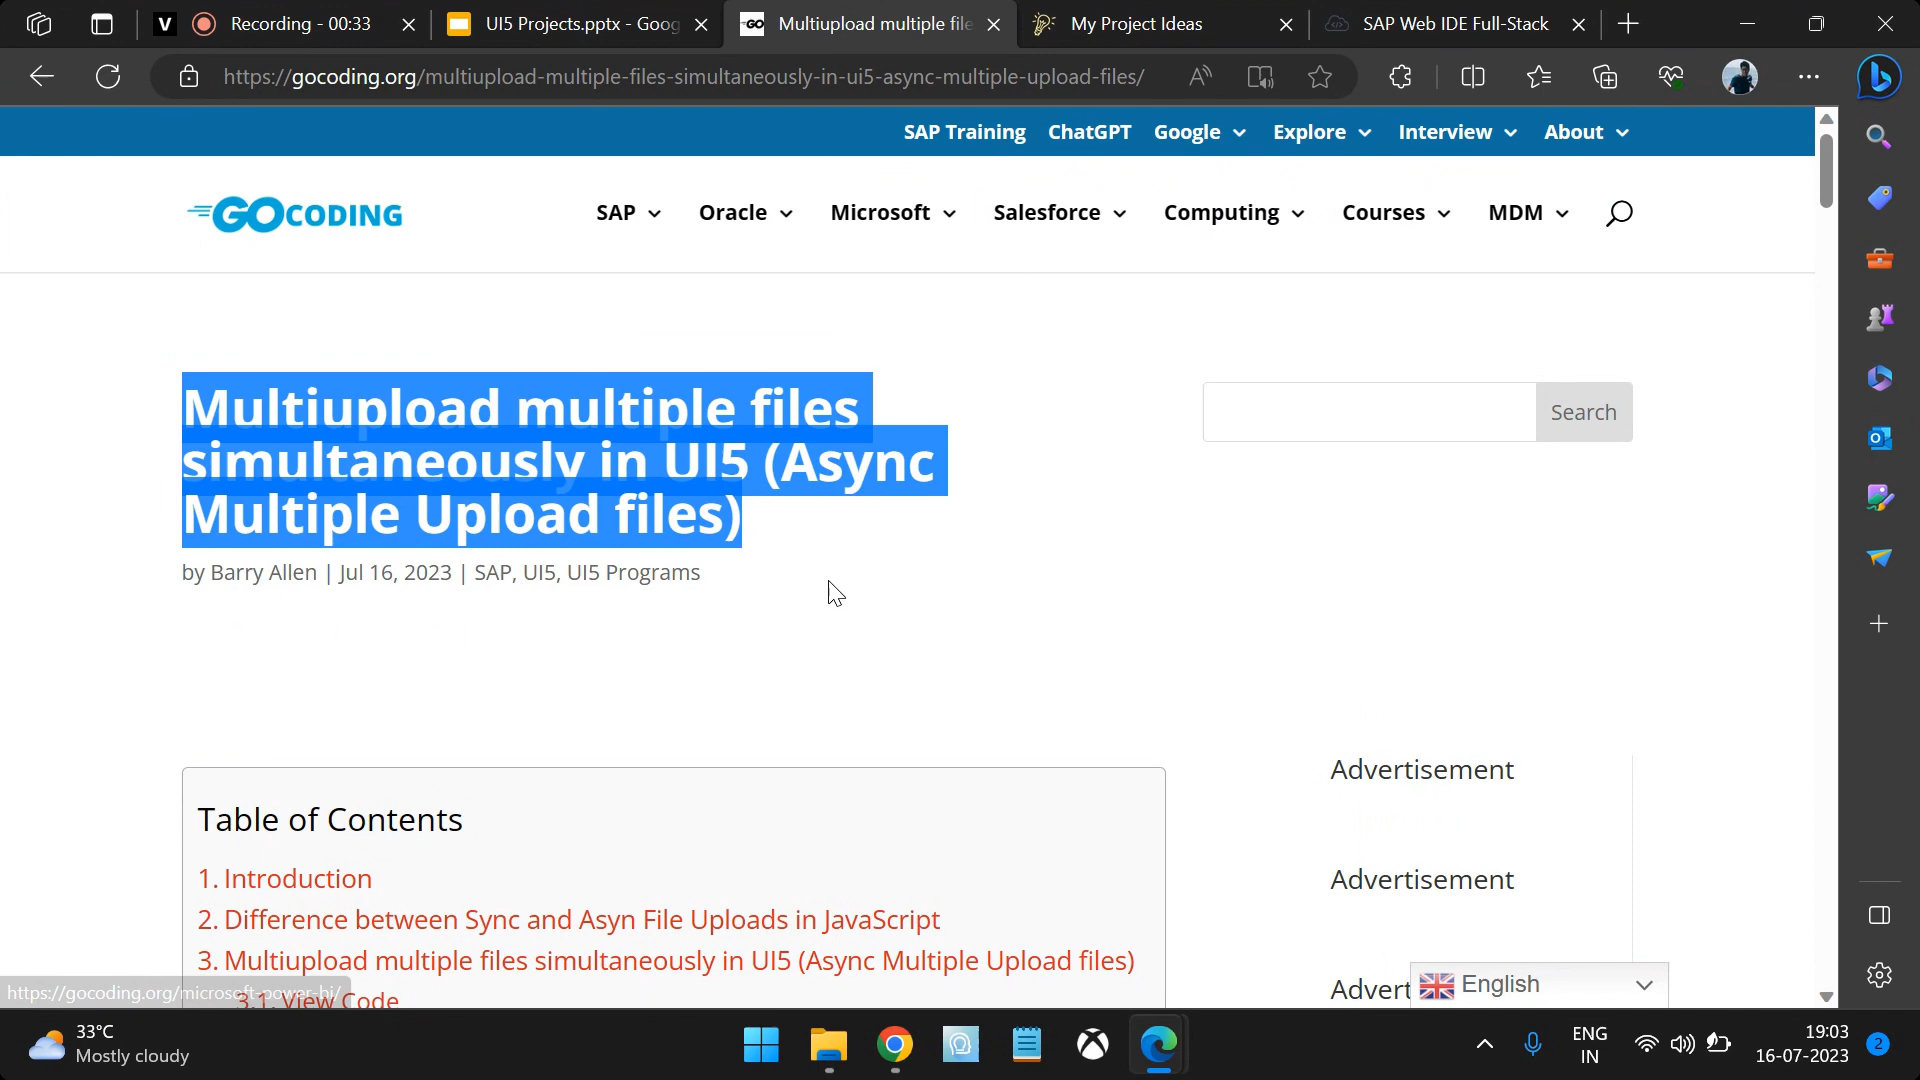 V
Recording - 00:33
UI5 Projects.pptx - Goog
GO
Multiupload multiple file
My Project Ideas
SAP Web IDE Full-Stack
https://gocoding.org/multiupload-multiple-files-simultaneously-in-ui5-async-multiple-upload-files/
SAP Training ChatGPT Google Explore Interview About
GOCODING
SAP Oracle Microsoft Salesforce Computing Courses MDM
Multiupload multiple files
simultaneously in UI5 (Async
Multiple Upload files)
Search
by Barry Allen | Jul 16, 2023 | SAP, UI5, UI5 Programs
Advertisement
Table of Contents
1. Introduction
Advertisement
2. Difference between Sync and Asyn File Uploads in JavaScript
3. Multiupload multiple files simultaneously in UI5 (Async Multiple Upload files)
3.1. View Code
Advert
English
https://gocoding.org/microsoft-power-bi/
33°C
Mostly cloudy
ENG
IN
19:03
16-07-2023
2